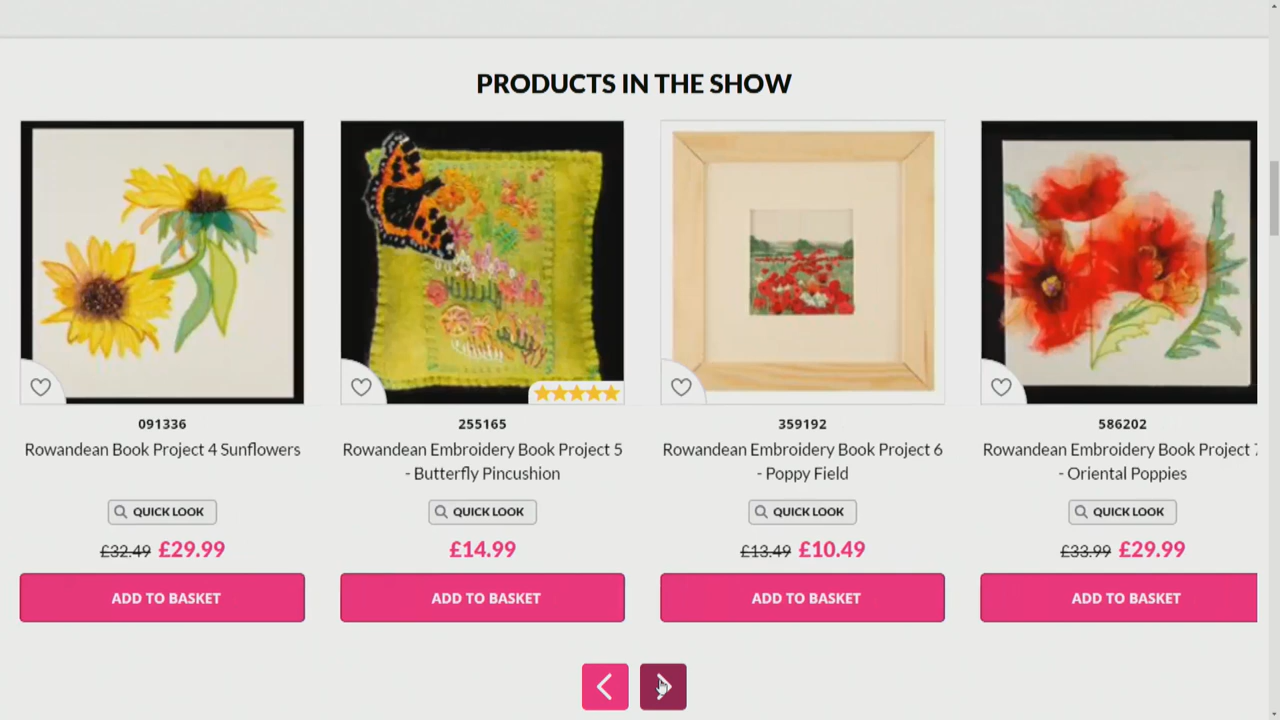 PRODUCTS IN THE SHOW
091336
Rowandean Book Project 4 Sunflowers
QUICK LOOK
£32.49 £29.99
ADD TO BASKET
255165
Rowandean Embroidery Book Project 5
- Butterfly Pincushion
QUICK LOOK
£14.99
ADD TO BASKET
359192
Rowandean Embroidery Book Project 6
- Poppy Field
QUICK LOOK
£13.49 £10.49
ADD TO BASKET
586202
Rowandean Embroidery Book Project
- Oriental Poppies
QUICK LOOK
£33.99 £29.99
ADD TO BASKET